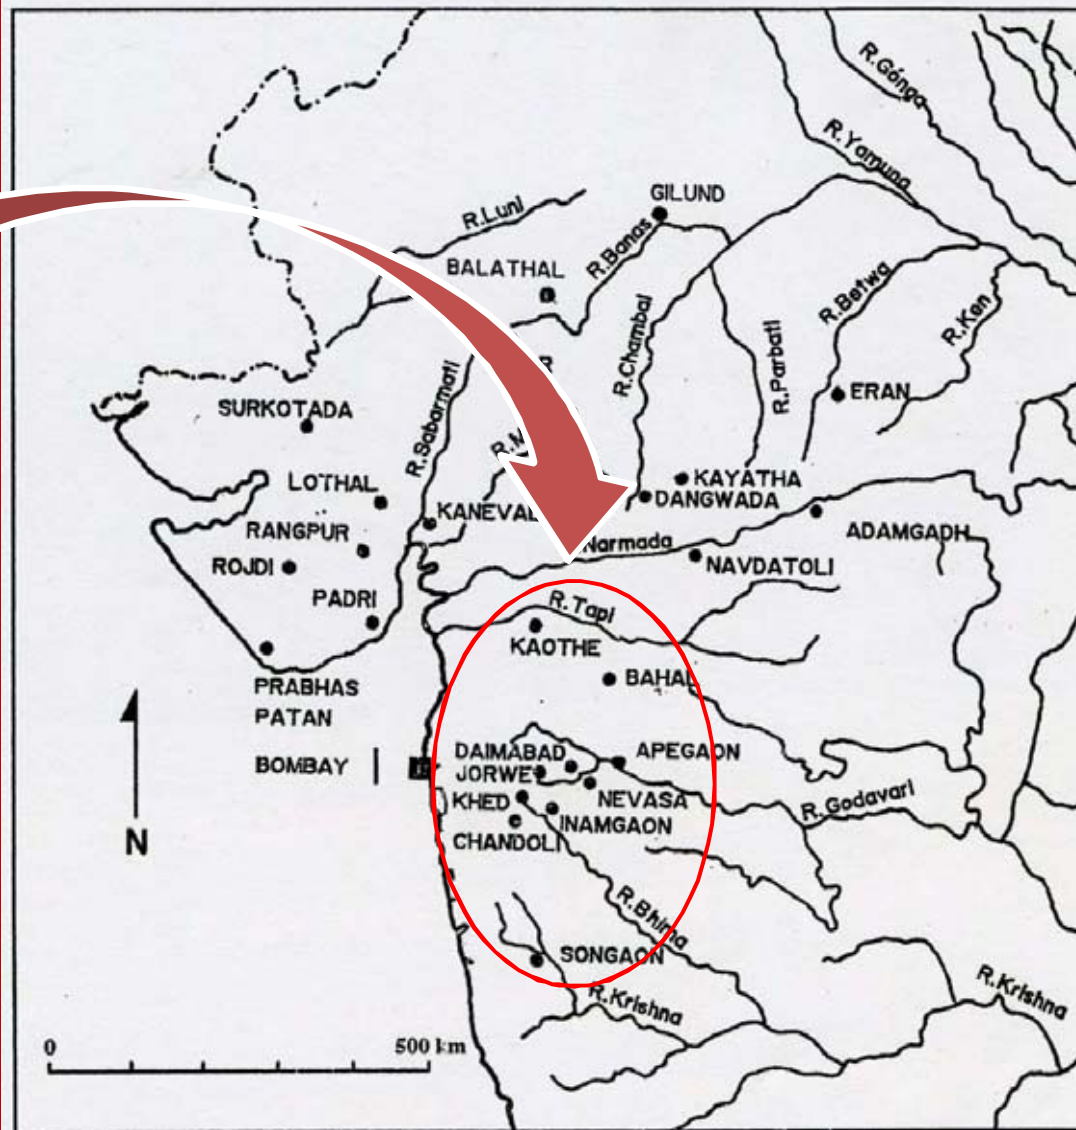 R.Gónga
R.Yamuna
GILUND
R.Luni
R.Banas
BALATHAL
R.Betwa
R.Ken
R.Chambal
R.Parbati
ERAN
SURKOTADA
R.Sabarmati
R.M
KAYATHA
LOTHAL
DANGWADA
KANEVAL
RANGPUR
ADAMGADH
Narmada
ROJDI
NAVDATOLI
PADRI
R.Tapi
KAOTHE
BAHAL
PRABHAS
PATAN
DAIMABAD
APEGAON
BOMBAY
JORWE
NEVASA
KHED
R.Godavari
INAMGAON
CHANDOLI
N
R.Bhima
SONGAON
R.Krishna
R.Krishna
0
500 km